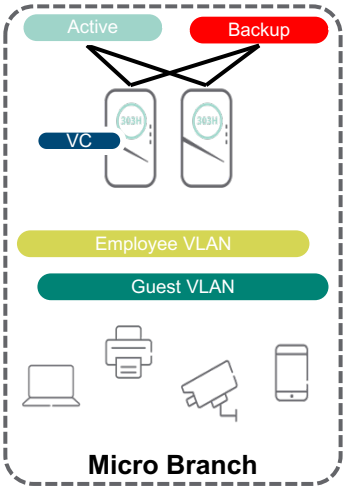 Active
Backup
303H
303H
VC
Employee VLAN
Guest VLAN
Micro Branch